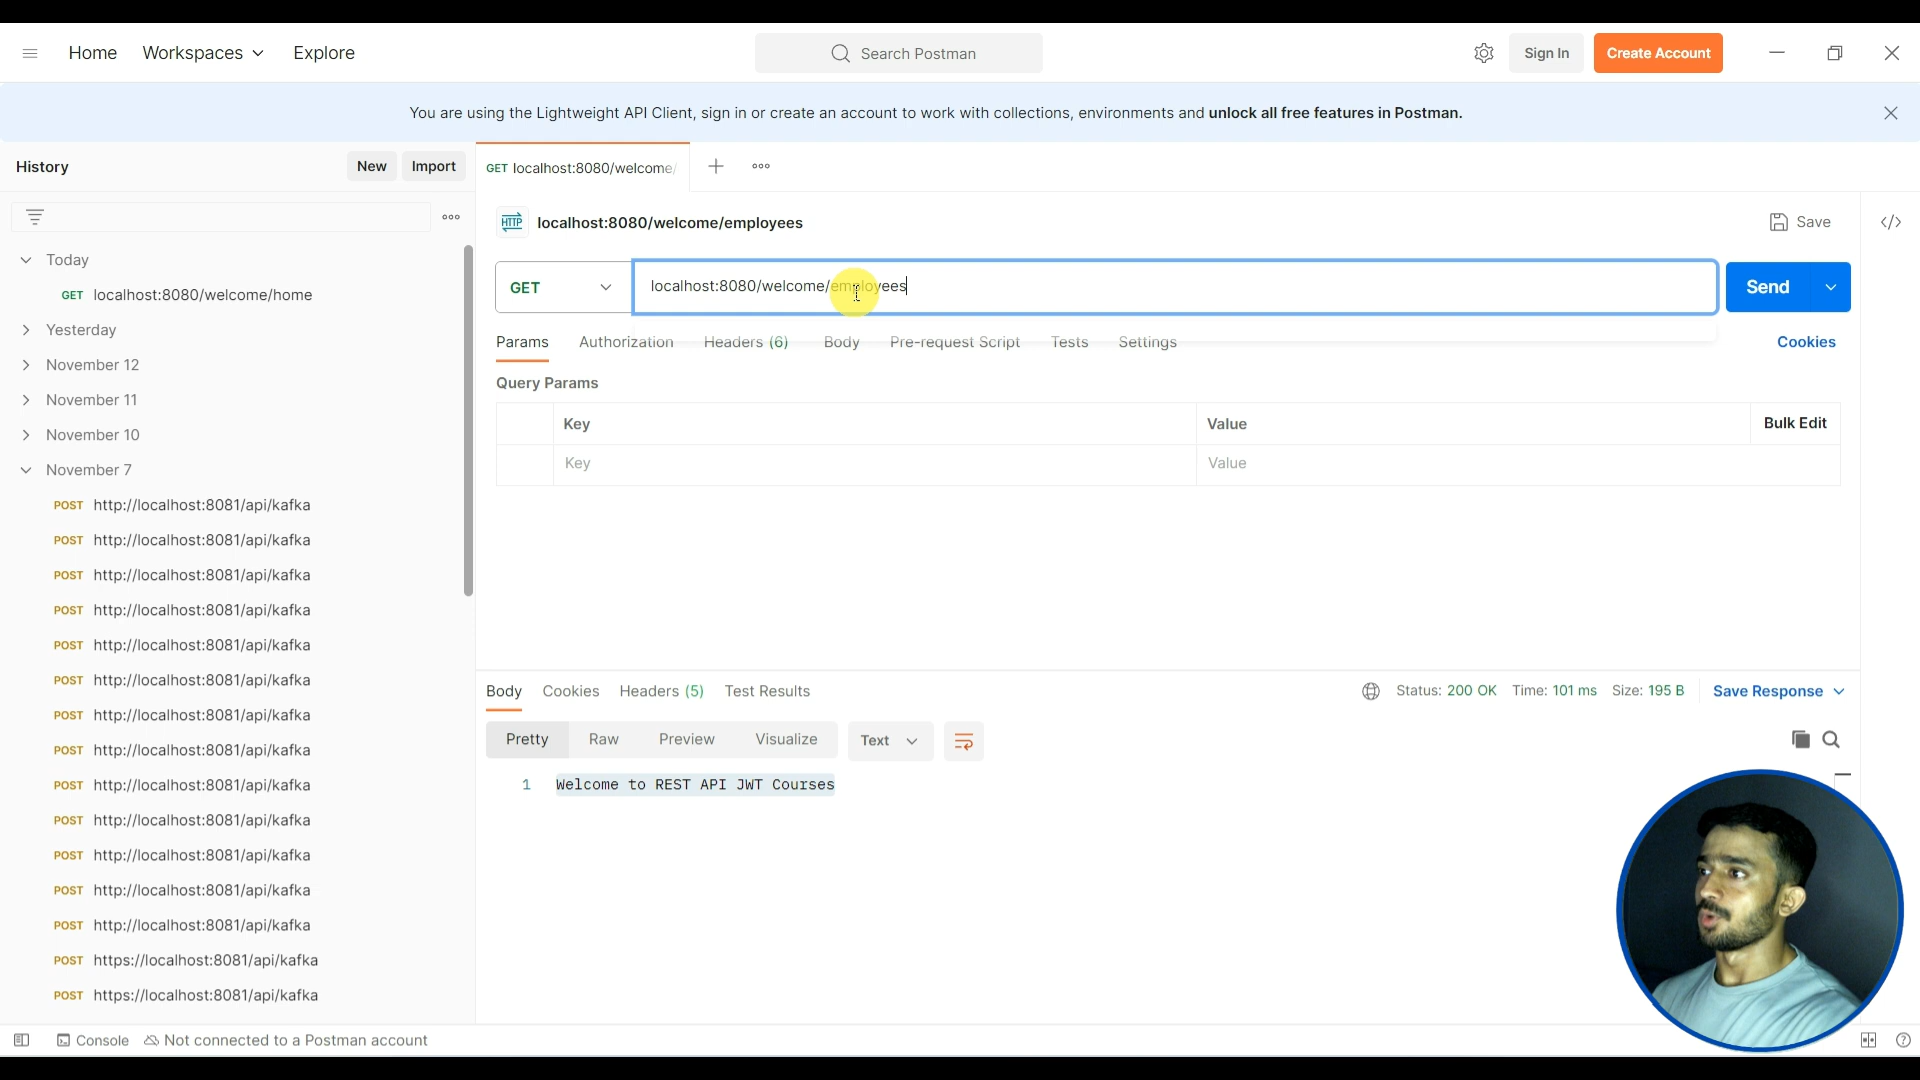 Home Workspaces Explore
Search Postman
Sign In Create Account
You are using the Lightweight API Client, sign in or create an account to work with collections, environments and unlock all free features in Postman.
History New Import
GET localhost:8080/welcome/
HTTP localhost:8080/welcome/employees
Save
Today
GET localhost:8080/welcome/home
Yesterday
November 12
November 11
November 10
November 7
POST http://localhost:8081/api/kafka
POST http://localhost:8081/api/kafka
POST http://localhost:8081/api/kafka
POST http://localhost:8081/api/kafka
POST http://localhost:8081/api/kafka
POST http://localhost:8081/api/kafka
POST http://localhost:8081/api/kafka
POST http://localhost:8081/api/kafka
POST http://localhost:8081/api/kafka
POST http://localhost:8081/api/kafka
POST http://localhost:8081/api/kafka
POST http://localhost:8081/api/kafka
POST http://localhost:8081/api/kafka
POST https://localhost:8081/api/kafka
POST https://localhost:8081/api/kafka
GET localhost:8080/welcome/employees Send
Params Authorization Headers (6) Body Pre-request Script Tests Settings Cookies
Query Params
Key Value Bulk Edit
Key Value
Body Cookies Headers (5) Test Results Status: 200 OK Time: 101 ms Size: 195 B Save Response
Pretty Raw Preview Visualize Text
1 Welcome to REST API JWT Courses
Console Not connected to a Postman account